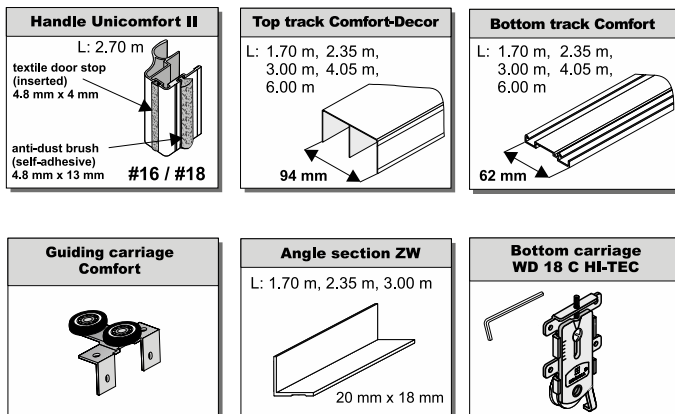 Handle Unicomfort II
L: 2.70 m
textile door stop
(inserted)
4.8 mm x 4 mm
anti-dust brush
(self-adhesive)
4.8 mm x 13 mm
#16 / #18
Top track Comfort-Decor
L: 1.70 m, 2.35 m,
3.00 m, 4.05 m,
6.00 m
94 mm
Bottom track Comfort
L: 1.70 m, 2.35 m,
3.00 m, 4.05 m,
6.00 m
62 mm
Guiding carriage
Comfort
Angle section ZW
L: 1.70 m, 2.35 m, 3.00 m
20 mm x 18 mm
Bottom carriage
WD 18 C HI-TEC